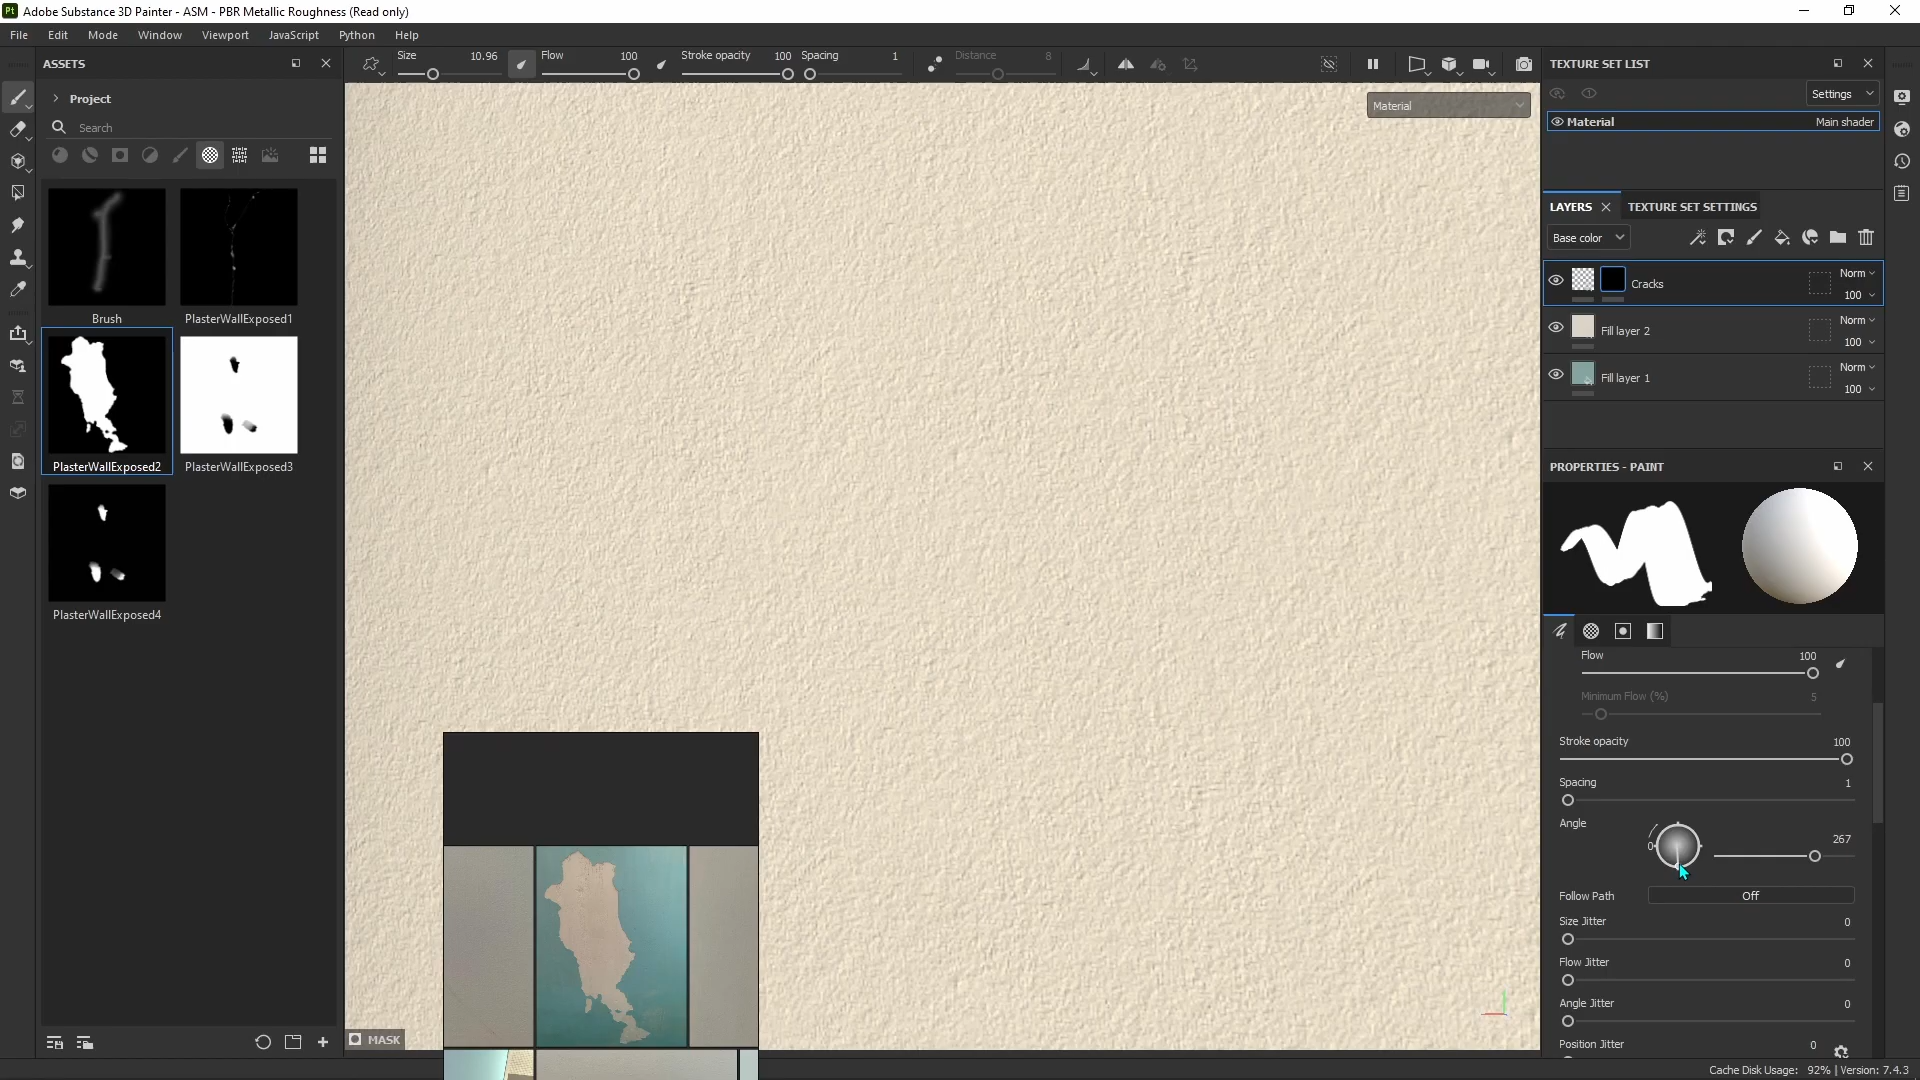 Pt Adobe Substance 3D Painter - ASM - PBR Metallic Roughness (Read only)
File Edit Mode Window Viewport JavaScript Python Help
ASSETS
Size 10.96 Flow 100 Stroke opacity 100 Spacing 1 Distance 8
TEXTURE SET LIST
Project
Search
Settings
Material
Material Main shader
LAYERS TEXTURE SET SETTINGS
Base color
Cracks Norm
100
Fill layer 2 Norm
100
Fill layer 1 Norm
100
Brush PlasterWallExposed1
PlasterWallExposed2 PlasterWallExposed3
PlasterWallExposed4
PROPERTIES - PAINT
Flow 100
Minimum Flow (%) 5
Stroke opacity 100
Spacing 1
Angle
0 267
Follow Path Off
Size Jitter 0
Flow Jitter 0
Angle Jitter 0
Position Jitter 0
MASK
Cache Disk Usage: 92% | Version: 7.4.3